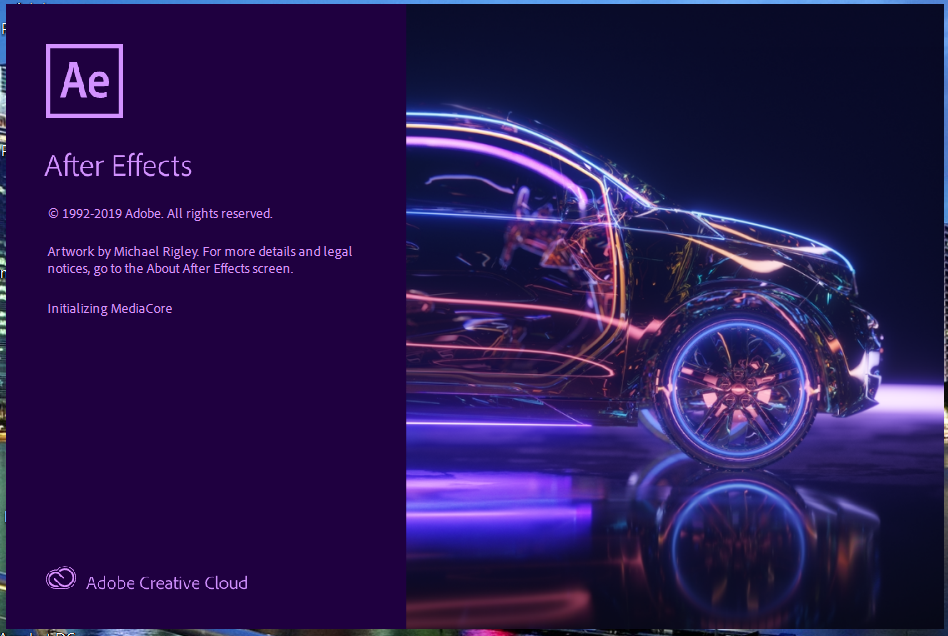 Ae
After Effects
© 1992-2019 Adobe. All rights reserved.
Artwork by Michael Rigley. For more details and legal
notices, go to the About After Effects screen.
Initializing MediaCore
Adobe Creative Cloud